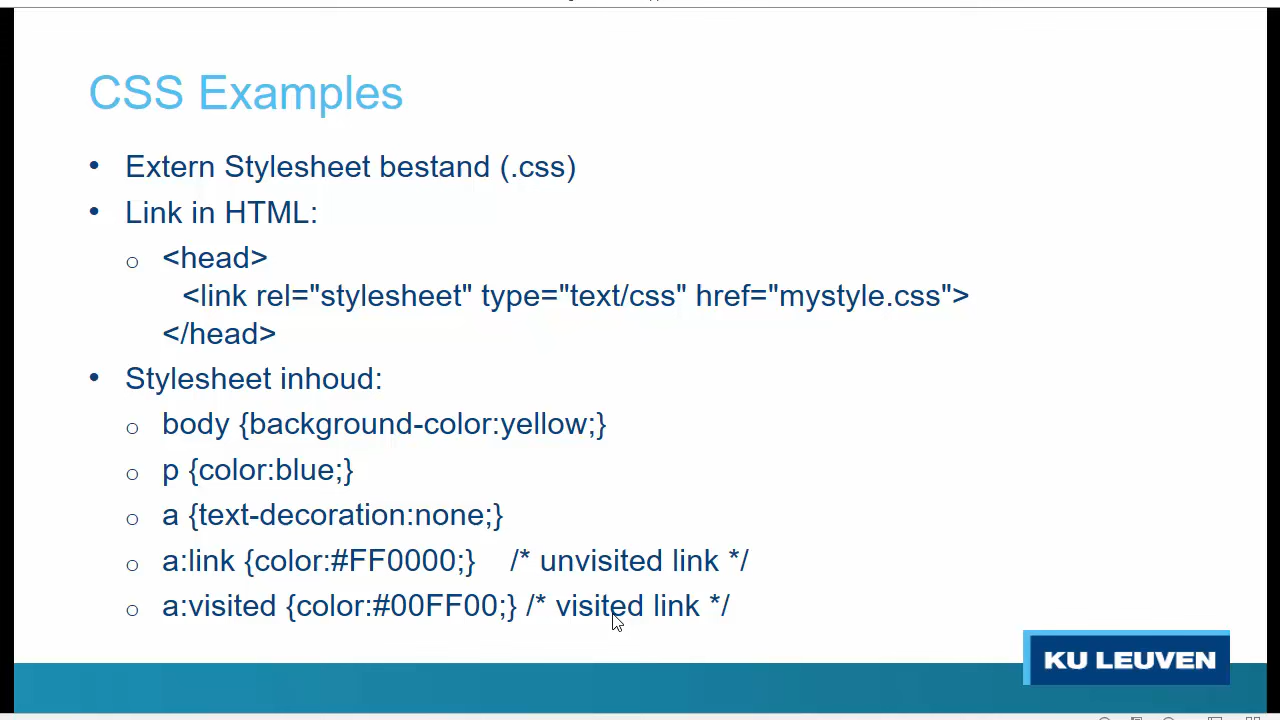 CSS Examples
• Extern Stylesheet bestand (.css)
• Link in HTML:
o <head>
<link rel="stylesheet" type="text/css" href="mystyle.css">
</head>
• Stylesheet inhoud:
o body {background-color:yellow;}
o p {color:blue;}
o a {text-decoration:none;}
o a:link {color:#FF0000;} /* unvisited link */
o a:visited {color:#00FF00;} /* visited link */
KU LEUVEN